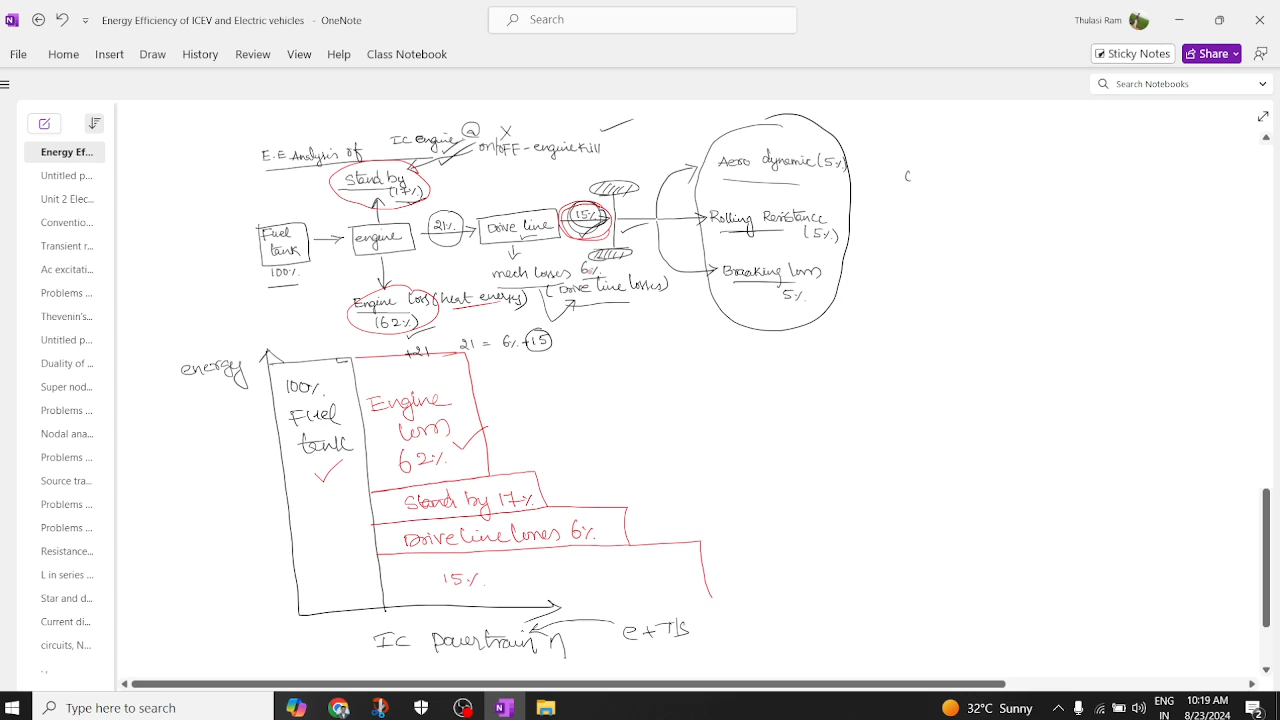 Energy Efficiency of ICEV and Electric vehicles - OneNote
Search
Thulasi Ram
File Home Insert Draw History Review View Help Class Notebook
Sticky Notes
Share
Search Notebooks
Energy Ef...
Untitled p...
Unit 2 Elec...
Conventio...
Transient r...
Ac excitati...
Problems ...
Thevenin's...
Untitled p...
Duality of ...
Super nod...
Problems ...
Nodal ana...
Problems ...
Source tra...
Problems ...
Problems ...
Resistance...
L in series ...
Star and d...
Current di...
circuits, N...
E.E Analysis of IC engine @ X
on/OFF - engine kill
Stand by
(17%)
Fuel
tank
100%
engine
21%
Drive line
15%
mech losses 6%
(Drive line losses)
Engine loss (heat energy)
(62%)
+21 21 = 6% +15
Aero dynamic (5%)
Rolling Resistance
(5%)
Breaking loss
5%
energy
100%
Fuel
tank
Engine
loss
62%
Stand by 17%
Drive line losses 6%
15%
IC powertrain η e+T/s
Type here to search
32°C Sunny
ENG
IN
10:19 AM
8/23/2024
2